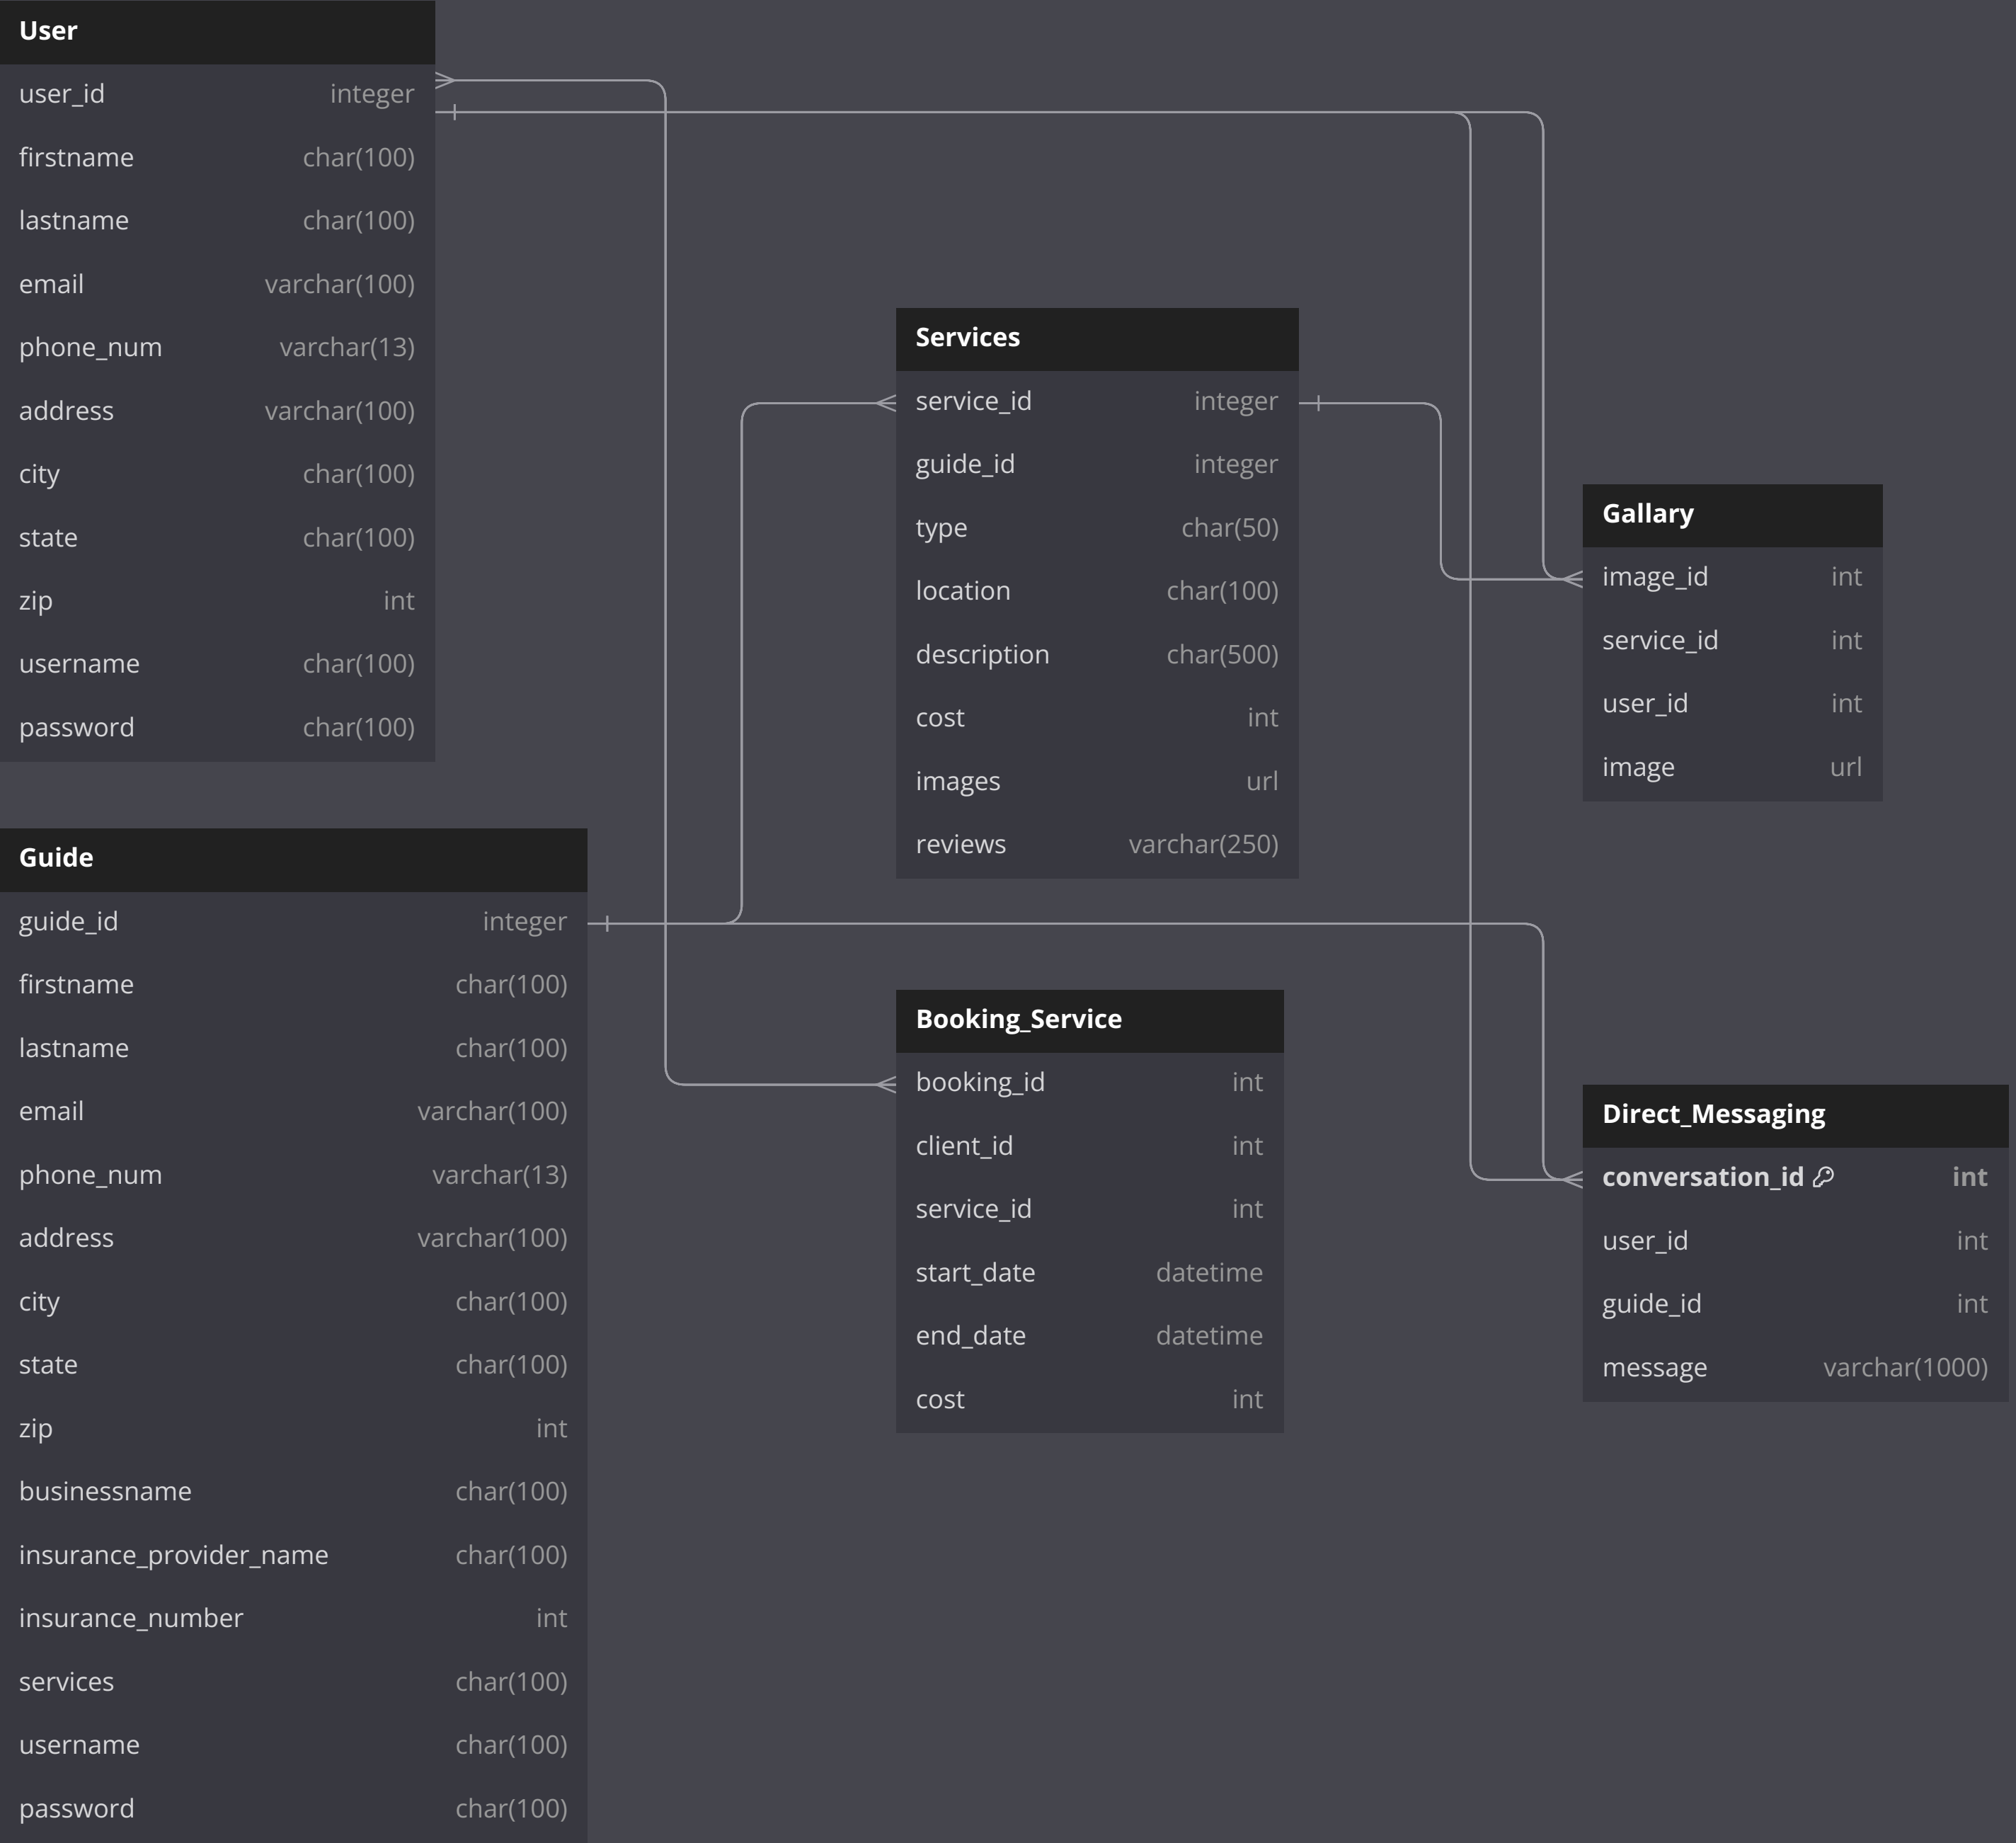 User
user_id integer
firstname char(100)
lastname char(100)
email varchar(100)
phone_num varchar(13)
address varchar(100)
city char(100)
state char(100)
zip int
username char(100)
password char(100)
Guide
guide_id integer
firstname char(100)
lastname char(100)
email varchar(100)
phone_num varchar(13)
address varchar(100)
city char(100)
state char(100)
zip int
businessname char(100)
insurance_provider_name char(100)
insurance_number int
services char(100)
username char(100)
password char(100)
Services
service_id integer
guide_id integer
type char(50)
location char(100)
description char(500)
cost int
images url
reviews varchar(250)
Booking_Service
booking_id int
client_id int
service_id int
start_date datetime
end_date datetime
cost int
Gallary
image_id int
service_id int
user_id int
image url
Direct_Messaging
conversation_id int
user_id int
guide_id int
message varchar(1000)